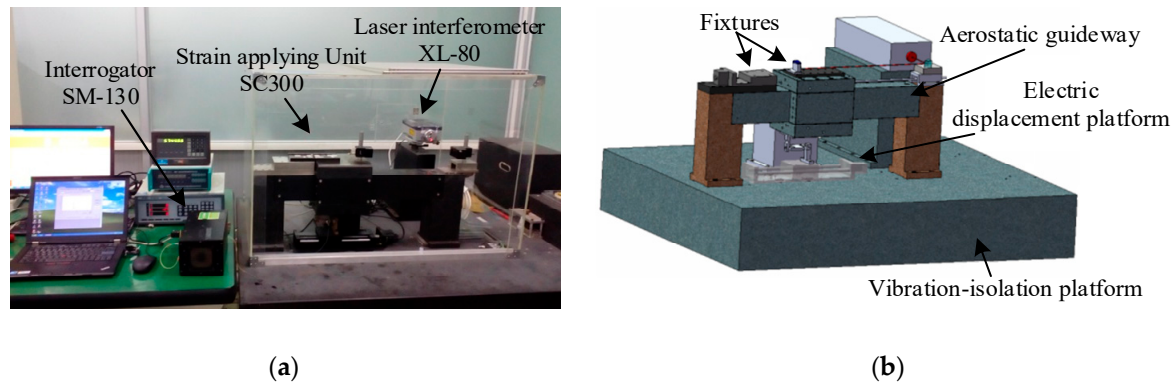 Laser interferometer
XL-80
Strain applying Unit
SC300
Interrogator
SM-130
Fixtures
Aerostatic guideway
Electric
displacement platform
Vibration-isolation platform
(a)
(b)